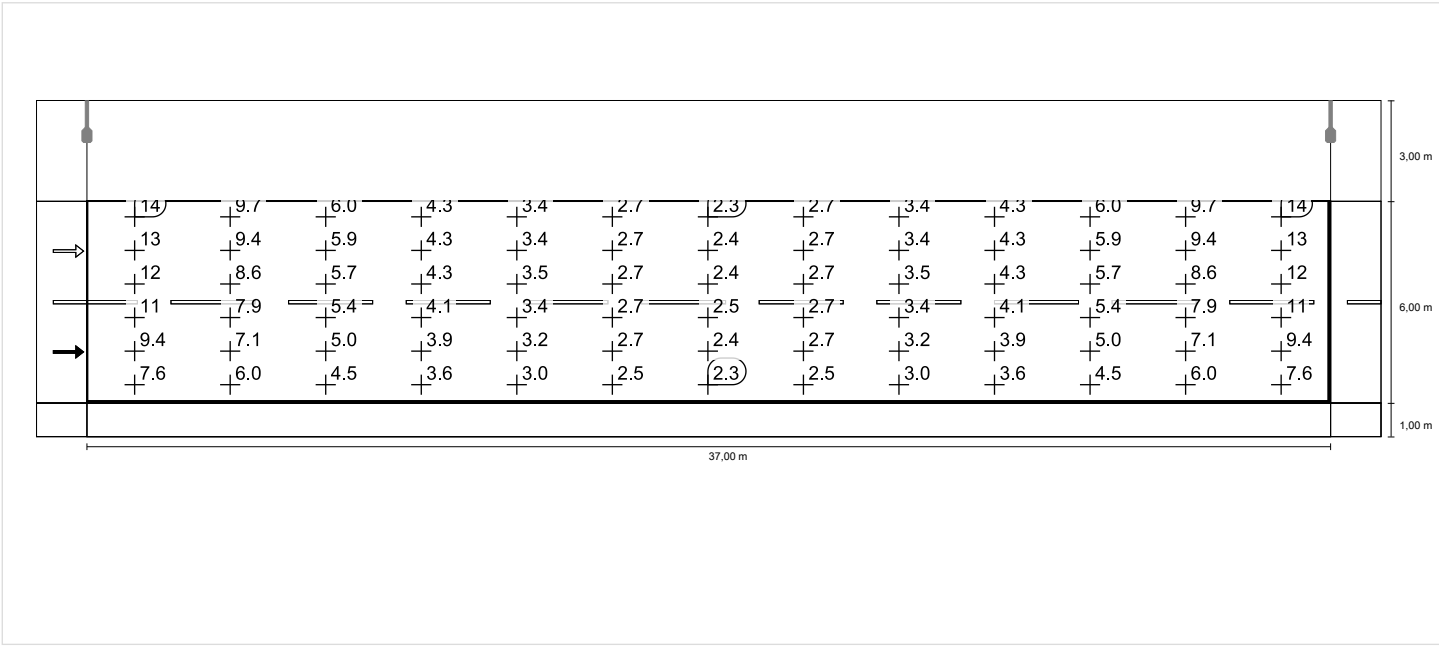 3,00 m
14 9.7 6.0 4.3 3.4 2.7 2.3 2.7 3.4 4.3 6.0 9.7 14
13 9.4 5.9 4.3 3.4 2.7 2.4 2.7 3.4 4.3 5.9 9.4 13
12 8.6 5.7 4.3 3.5 2.7 2.4 2.7 3.5 4.3 5.7 8.6 12
11 7.9 5.4 4.1 3.4 2.7 2.5 2.7 3.4 4.1 5.4 7.9 11
6,00 m
9.4 7.1 5.0 3.9 3.2 2.7 2.4 2.7 3.2 3.9 5.0 7.1 9.4
7.6 6.0 4.5 3.6 3.0 2.5 2.3 2.5 3.0 3.6 4.5 6.0 7.6
1,00 m
37,00 m